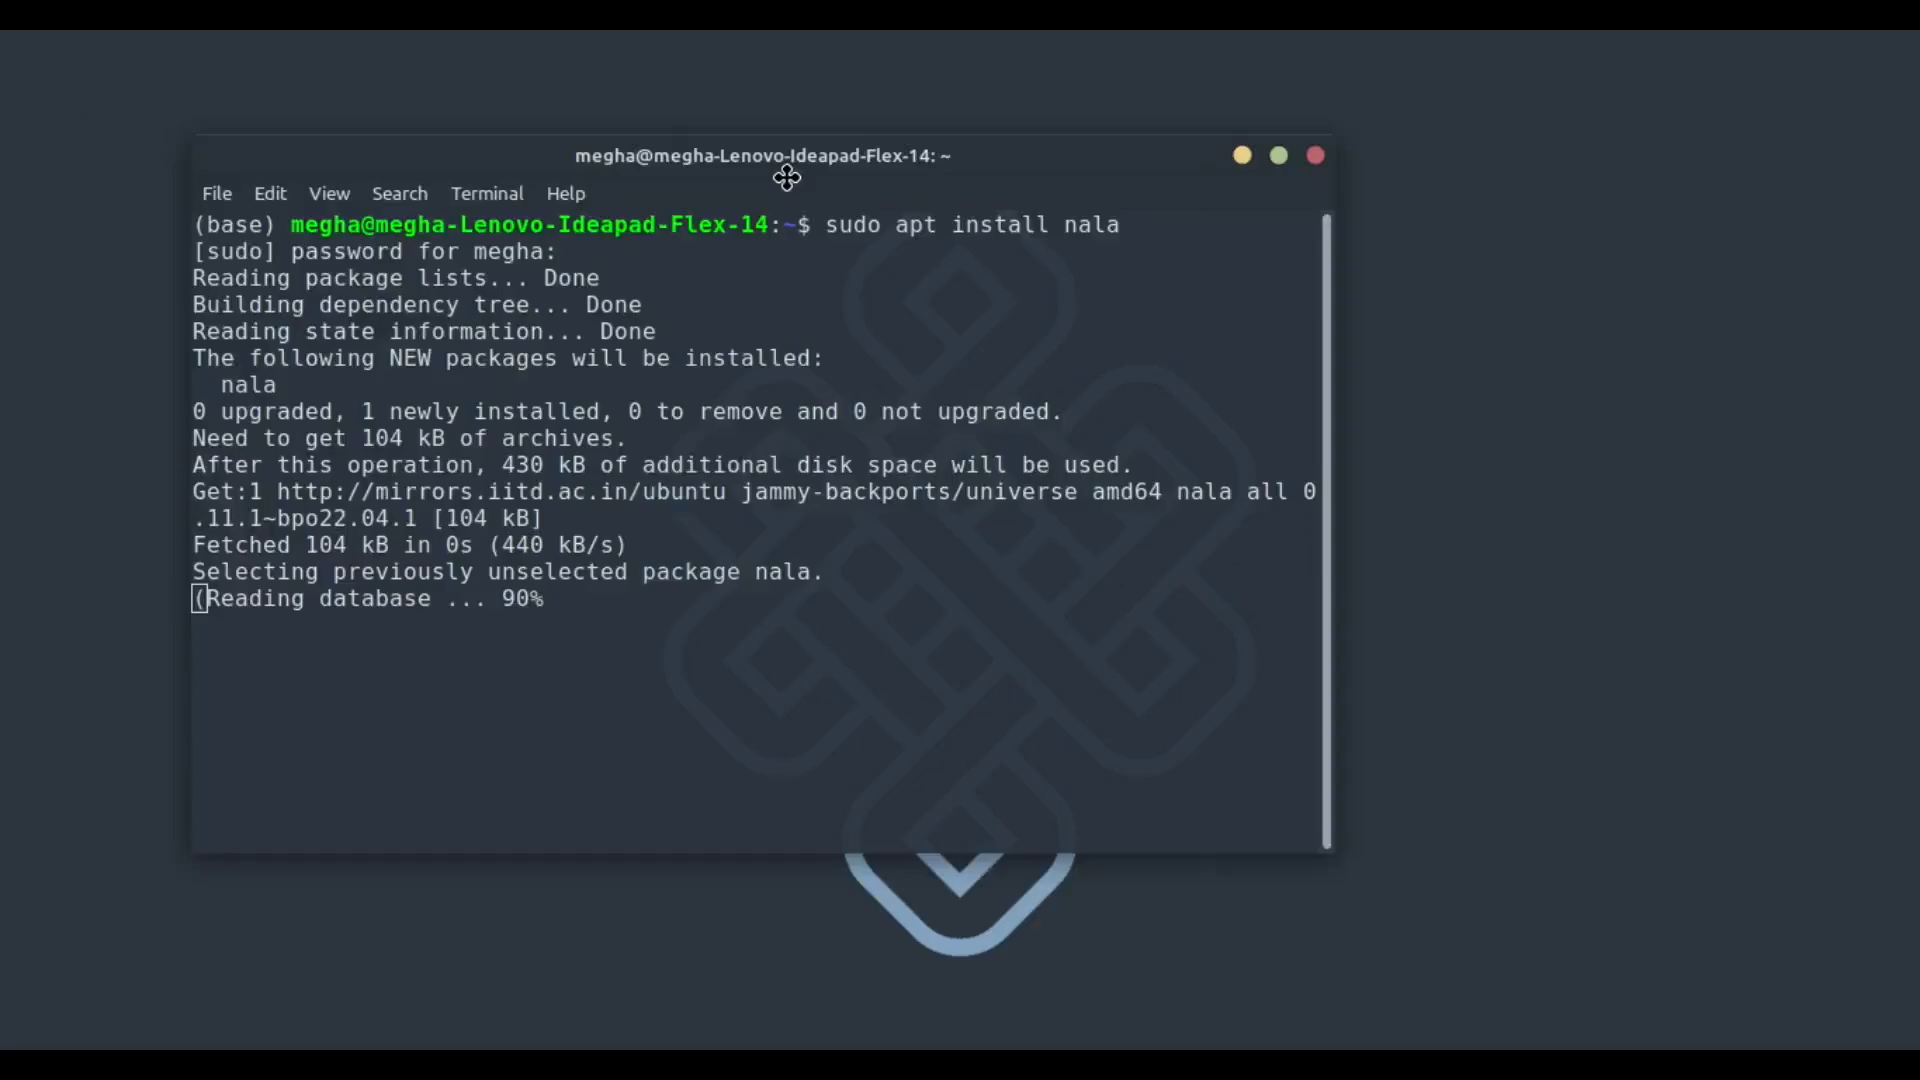 megha@megha-Lenovo-Ideapad-Flex-14: ~
File Edit View Search Terminal Help
(base) megha@megha-Lenovo-Ideapad-Flex-14:~$ sudo apt install nala
[sudo] password for megha:
Reading package lists... Done
Building dependency tree... Done
Reading state information... Done
The following NEW packages will be installed:
  nala
0 upgraded, 1 newly installed, 0 to remove and 0 not upgraded.
Need to get 104 kB of archives.
After this operation, 430 kB of additional disk space will be used.
Get:1 http://mirrors.iitd.ac.in/ubuntu jammy-backports/universe amd64 nala all 0
.11.1~bpo22.04.1 [104 kB]
Fetched 104 kB in 0s (440 kB/s)
Selecting previously unselected package nala.
(Reading database ... 90%